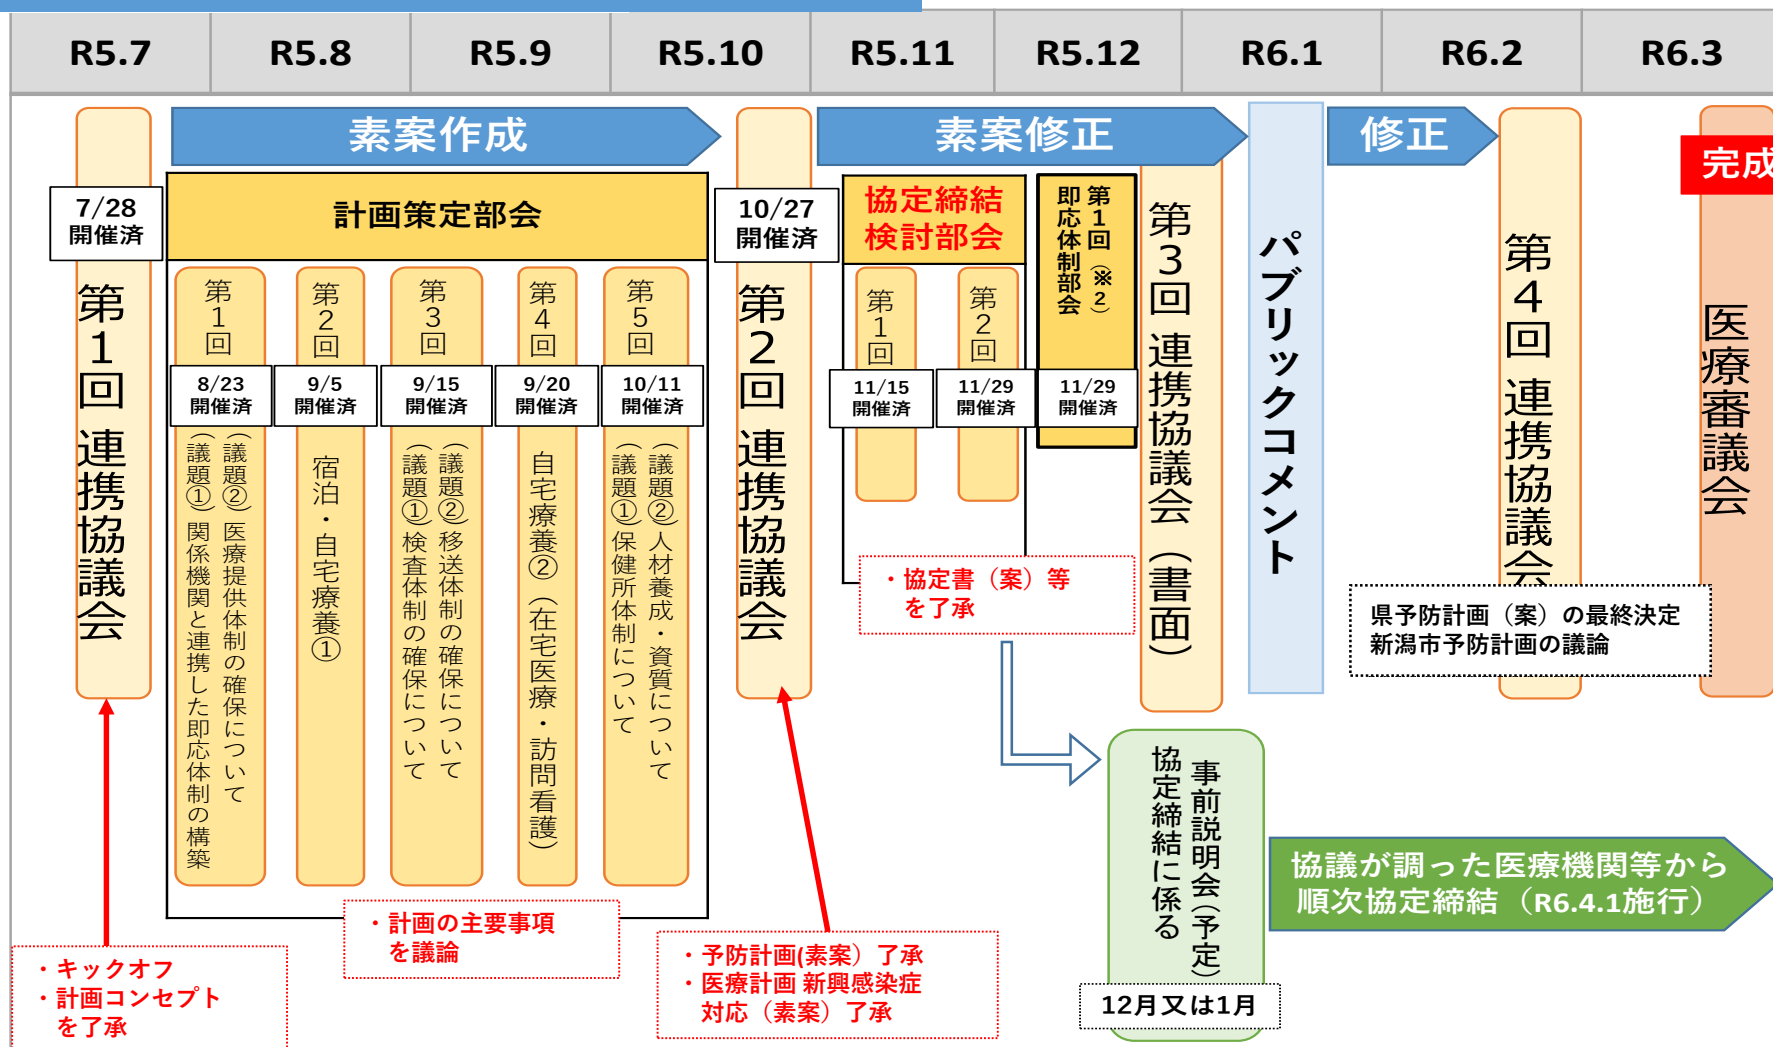 R5.7 R5.8 R5.9 R5.10 R5.11 R5.12 R6.1 R6.2 R6.3
素案作成
素案修正
修正
完成
7/28
開催済
第1回 連携協議会
計画策定部会
第1回
8/23
開催済
(議題①)関係機関と連携した即応体制の構築
(議題②)医療提供体制の確保について
第2回
9/5
開催済
宿泊・自宅療養①
第3回
9/15
開催済
(議題①)検査体制の確保について
(議題②)移送体制の確保について
第4回
9/20
開催済
自宅療養②(在宅医療・訪問看護)
第5回
10/11
開催済
(議題①)保健所体制について
(議題②)人材養成・資質について
10/27
開催済
第2回 連携協議会
協定締結
検討部会
第1回
11/15
開催済
第2回
11/29
開催済
第1回(※2)
即応体制部会
11/29
開催済
第3回 連携協議会(書面)
パブリックコメント
第4回 連携協議会
医療審議会
・協定書(案)等
を了承
県予防計画(案)の最終決定
新潟市予防計画の議論
協定締結に係る
事前説明会(予定)
12月又は1月
協議が調った医療機関等から
順次協定締結(R6.4.1施行)
・計画の主要事項
を議論
・キックオフ
・計画コンセプト
を了承
・予防計画(素案)了承
・医療計画 新興感染症
対応(素案)了承